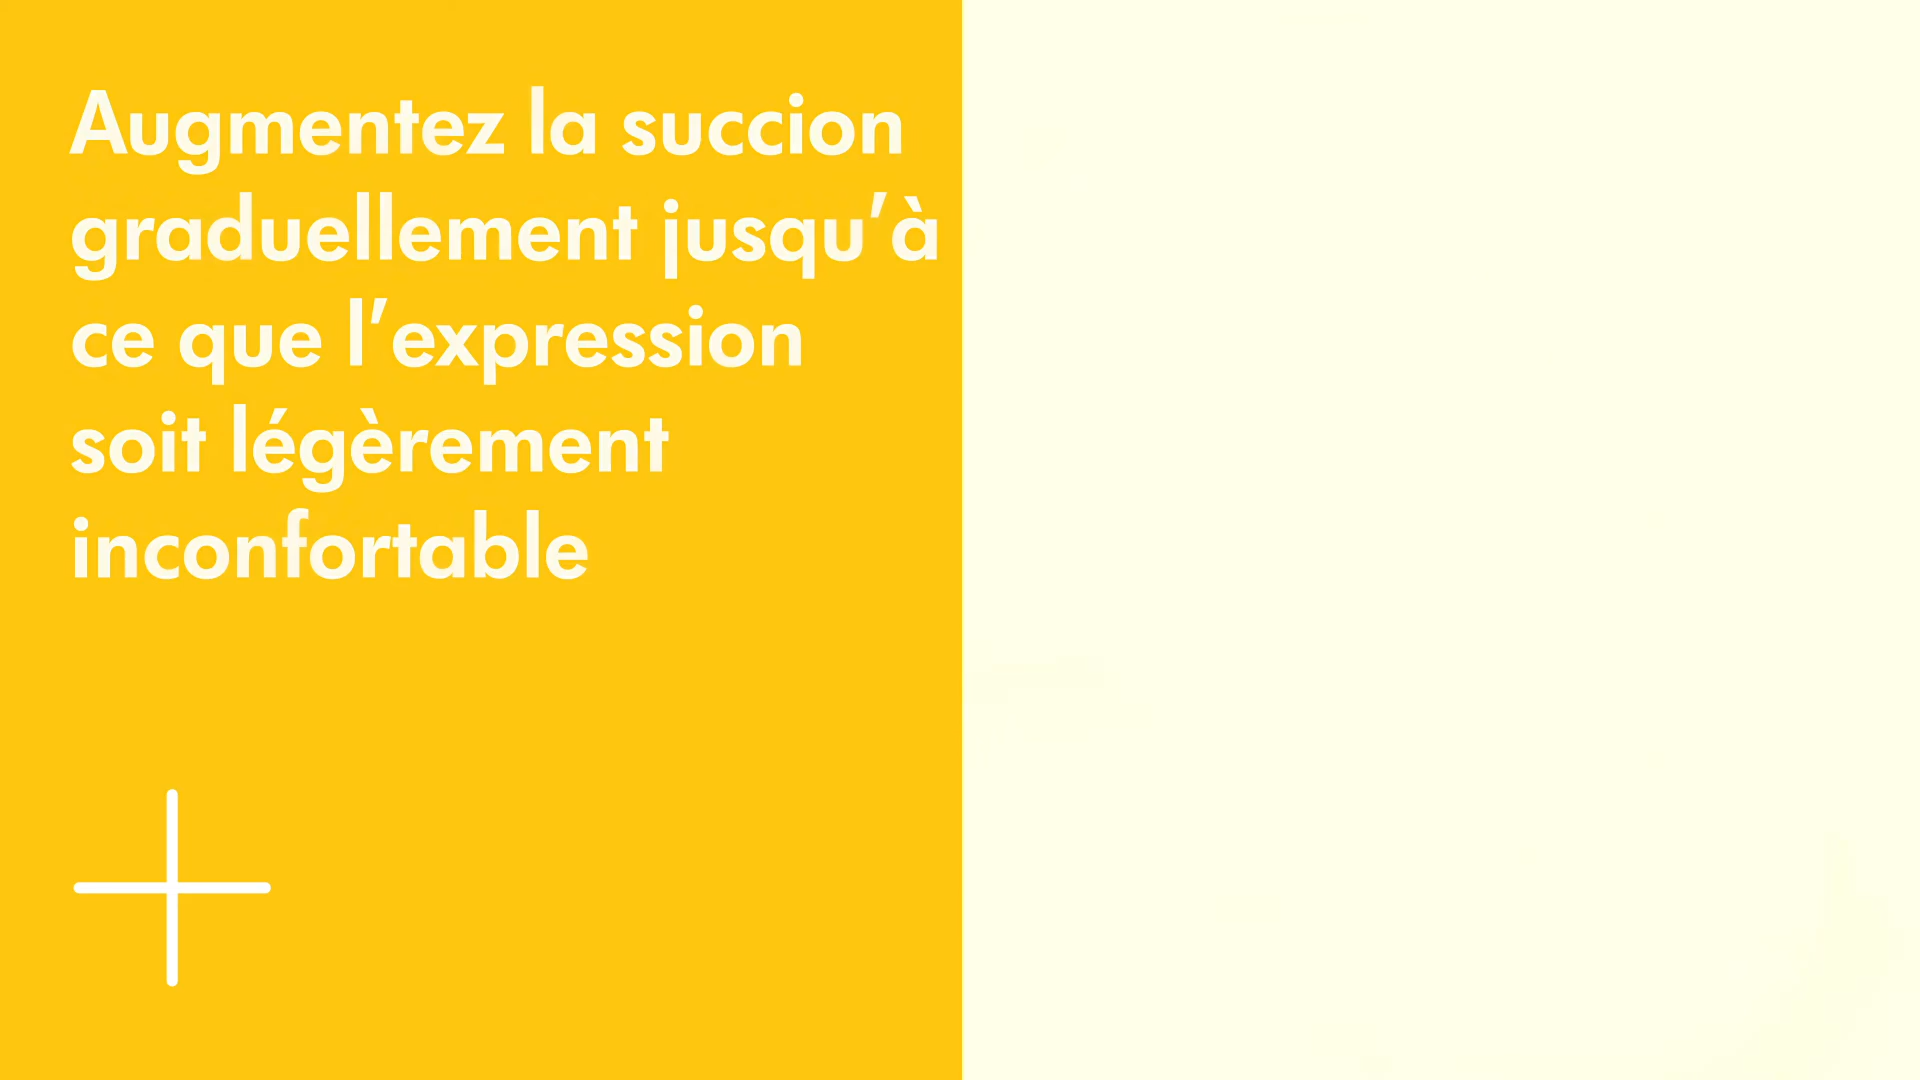 Augmentez la succion
graduellement jusqu’à
ce que l’expression
soit légèrement
inconfortable